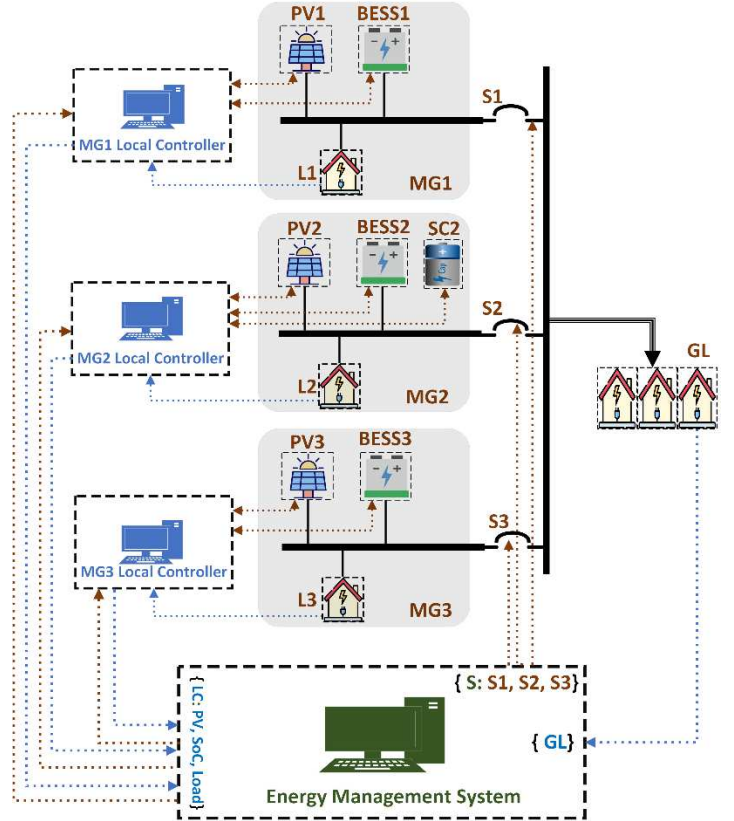 PV1 BESS1
S1
MG1 Local Controller
L1 MG1
PV2 BESS2 SC2
S2
MG2 Local Controller
GL
L2 MG2
PV3 BESS3
S3
MG3 Local Controller
L3 MG3
{ S: S1, S2, S3}
{LC: PV, SoC, Load}
{ GL}
Energy Management System